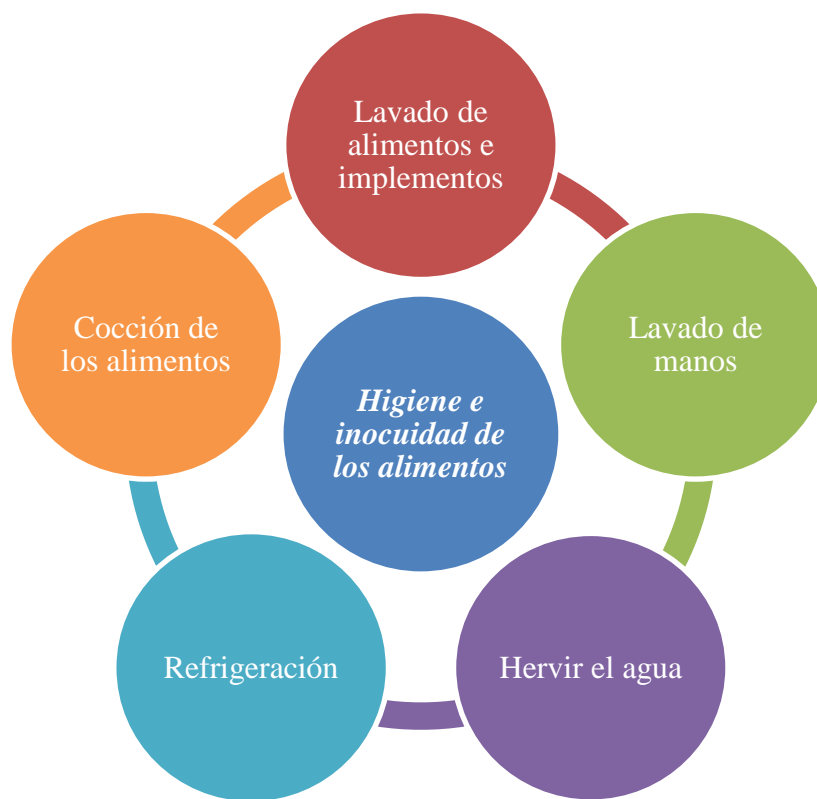 Lavado de
alimentos e
implementos
Lavado de
manos
Hervir el agua
Refrigeración
Cocción de
los alimentos
Higiene e
inocuidad de
los alimentos